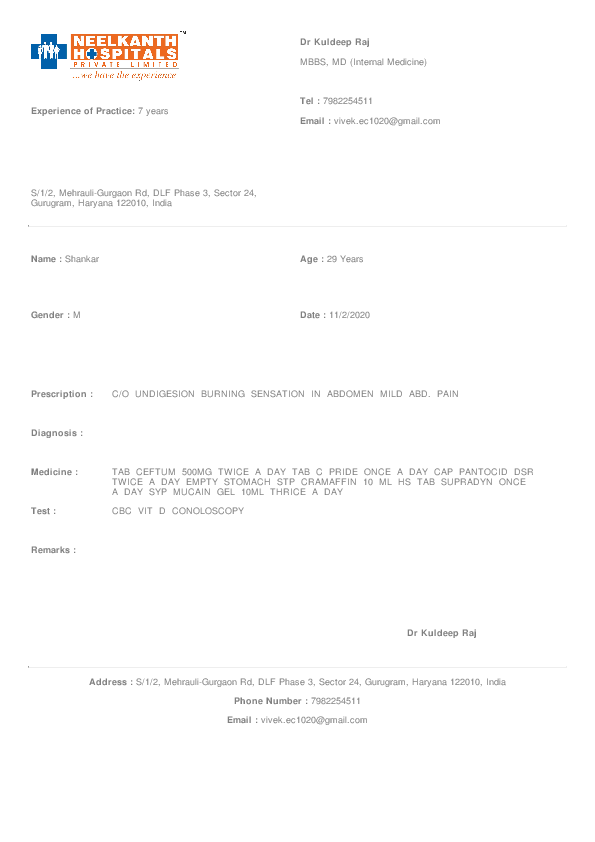 NEELKANTH
HOSPITALS
PRIVATE LIMITED
...we have the experience
TM
Dr Kuldeep Raj
MBBS, MD (Internal Medicine)
Tel : 7982254511
Experience of Practice: 7 years
Email : vivek.ec1020@gmail.com
S/1/2, Mehrauli-Gurgaon Rd, DLF Phase 3, Sector 24,
Gurugram, Haryana 122010, India
Name : Shankar
Age : 29 Years
Gender : M
Date : 11/2/2020
Prescription : C/O UNDIGESION BURNING SENSATION IN ABDOMEN MILD ABD. PAIN
Diagnosis :
Medicine : TAB CEFTUM 500MG TWICE A DAY TAB C PRIDE ONCE A DAY CAP PANTOCID DSR
TWICE A DAY EMPTY STOMACH STP CRAMAFFIN 10 ML HS TAB SUPRADYN ONCE
A DAY SYP MUCAIN GEL 10ML THRICE A DAY
Test : CBC VIT D CONOLOSCOPY
Remarks :
Dr Kuldeep Raj
Address : S/1/2, Mehrauli-Gurgaon Rd, DLF Phase 3, Sector 24, Gurugram, Haryana 122010, India
Phone Number : 7982254511
Email : vivek.ec1020@gmail.com